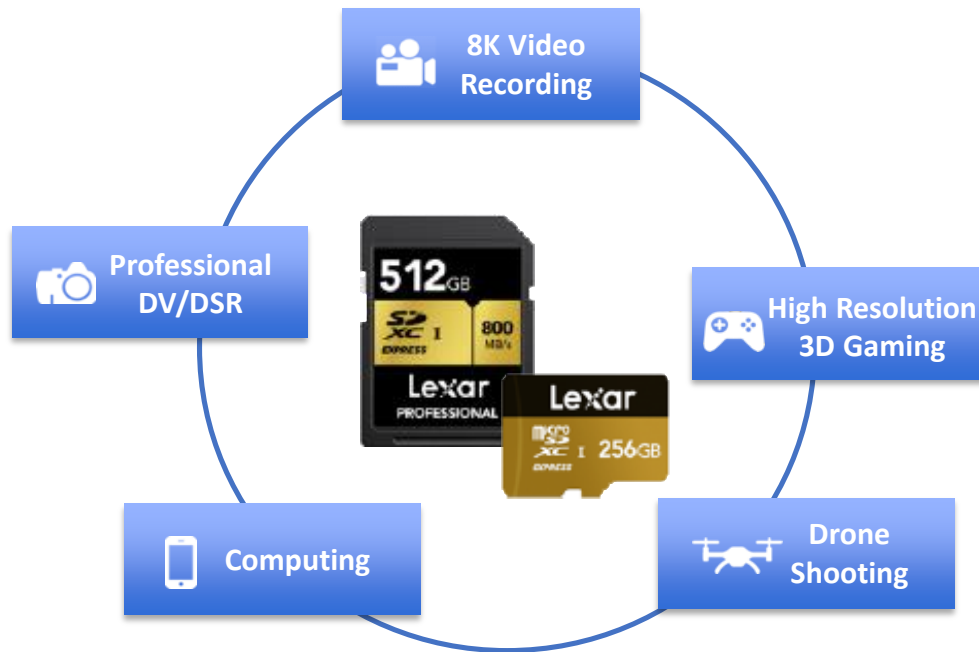 8K Video
Recording
Professional
DV/DSR
High Resolution
3D Gaming
Computing
Drone
Shooting
512GB
SD
XC I
EXPRESS
800
MB/s
Lexar
PROFESSIONAL
Lexar
micro
SD
XC I
EXPRESS
256GB